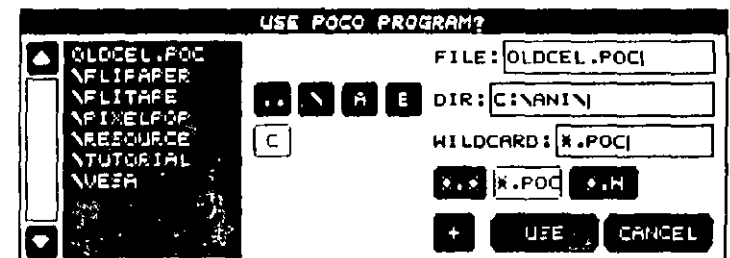 USE POCO PROGRAM?
OLDCEL.POC
\FLIPAPER
\FLITAPE
\PIXELPOP
\RESOURCE
\TUTORIAL
\VESA
.. \ A B
C
FILE: OLDCEL.POC|
DIR: C:\ANI\|
WILDCARD: *.POC|
*.* *.POC *.W
+ USE CANCEL